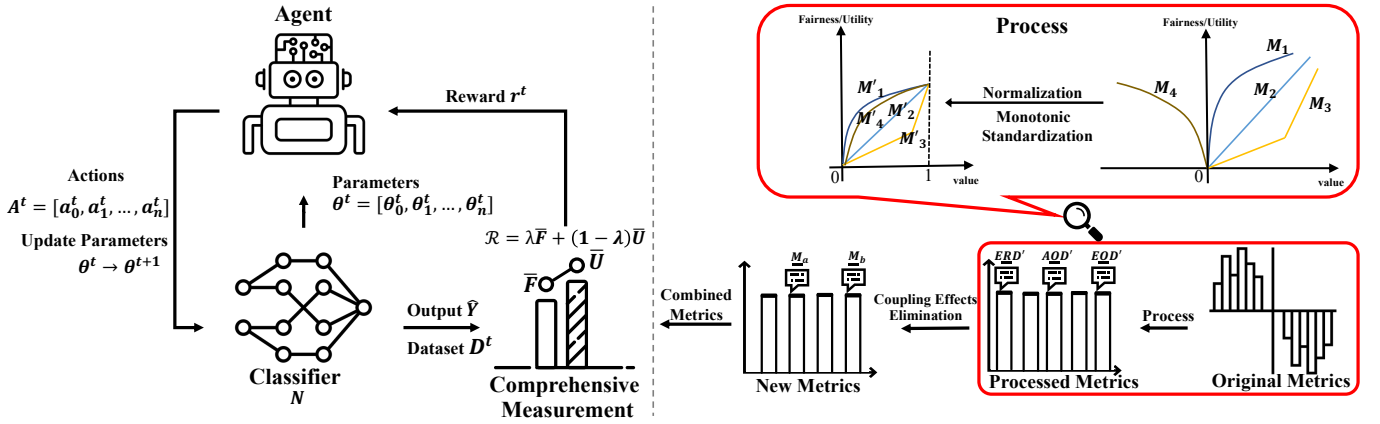 Agent
Reward r^t
Actions
A^t = [a_0^t, a_1^t, ..., a_n^t]
Update Parameters
θ^t → θ^{t+1}
Parameters
θ^t = [θ_0^t, θ_1^t, ..., θ_n^t]
ℛ = λF̅ + (1 − λ)U̅
F̅
U̅
Output Ŷ
Dataset D^t
Classifier
N
Comprehensive
Measurement
Process
Fairness/Utility
M'_1
M'_2
M'_4
M'_3
0
1
value
Normalization
Monotonic
Standardization
Fairness/Utility
M_1
M_4
M_2
M_3
0
value
Combined
Metrics
M_a
M_b
New Metrics
Coupling Effects
Elimination
ERD'
AOD'
EOD'
Processed Metrics
Process
Original Metrics